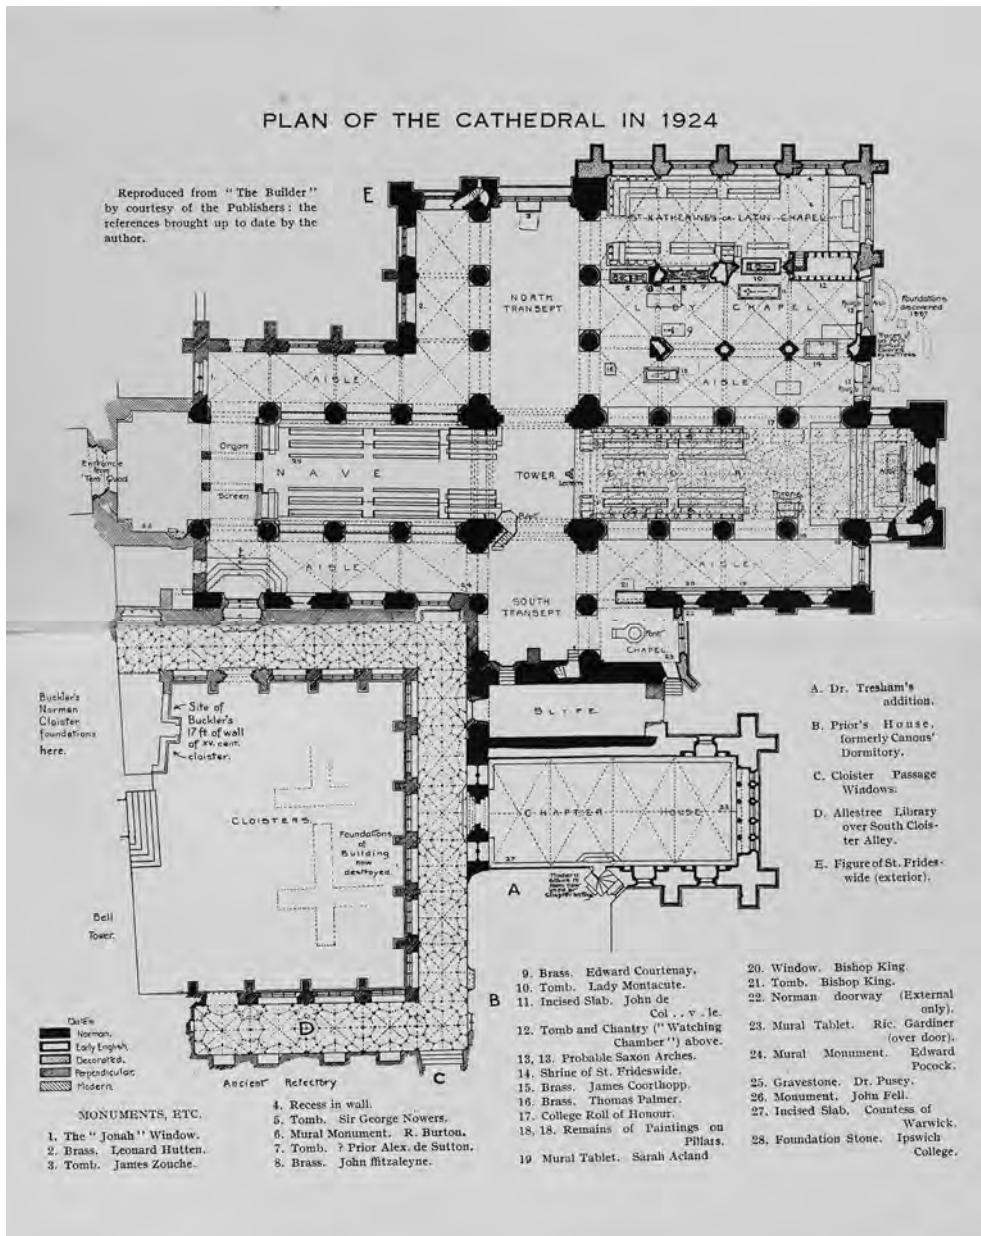 PLAN OF THE CATHEDRAL IN 1924
Reproduced from "The Builder"
by courtesy of the Publishers: the
references brought up to date by the
author.
E
ST KATHERINE'S OR LATIN CHAPEL
NORTH
TRANSEPT
LADY CHAPEL
Foundations
discovered
1887
AISLE
AISLE
Organ
Screen
NAVE
TOWER
Lectern
CHOIR
Throne
Altar
Entrance
from
"Tom" Quad
Pulpit
AISLE
AISLE
SOUTH
TRANSEPT
Font
CHAPEL
SLYPE
Buckler's
Norman
Cloister
foundations
here.
Site of
Buckler's
17 ft of wall
of XV. cent.
cloister.
CLOISTERS
Foundations
of
Building
now
destroyed.
CHAPTER HOUSE
A
Bell
Tower.
B
D
C
Ancient Refectory
A. Dr. Tresham's
addition.
B. Prior's House,
formerly Canons'
Dormitory.
C. Cloister Passage
Windows.
D. Allestree Library
over South Clois-
ter Alley.
E. Figure of St. Frides-
wide (exterior).
Dates
Norman.
Early English.
Decorated.
Perpendicular.
Modern.
MONUMENTS, ETC.
1. The "Jonah" Window.
2. Brass. Leonard Hutten.
3. Tomb. James Zouche.
4. Recess in wall.
5. Tomb. Sir George Nowers.
6. Mural Monument. R. Burton.
7. Tomb. ? Prior Alex. de Sutton.
8. Brass. John ffitzaleyne.
9. Brass. Edward Courtenay.
10. Tomb. Lady Montacute.
11. Incised Slab. John de
Col . . v . le.
12. Tomb and Chantry ("Watching
Chamber") above.
13, 13. Probable Saxon Arches.
14. Shrine of St. Frideswide.
15. Brass. James Coorthopp.
16. Brass. Thomas Palmer.
17. College Roll of Honour.
18, 18. Remains of Paintings on
Pillars.
19 Mural Tablet. Sarah Acland
20. Window. Bishop King.
21. Tomb. Bishop King.
22. Norman doorway (External
only).
23. Mural Tablet. Ric. Gardiner
(over door).
24. Mural Monument. Edward
Pocock.
25. Gravestone. Dr. Pusey.
26. Monument. John Fell.
27. Incised Slab. Countess of
Warwick.
28. Foundation Stone. Ipswich
College.